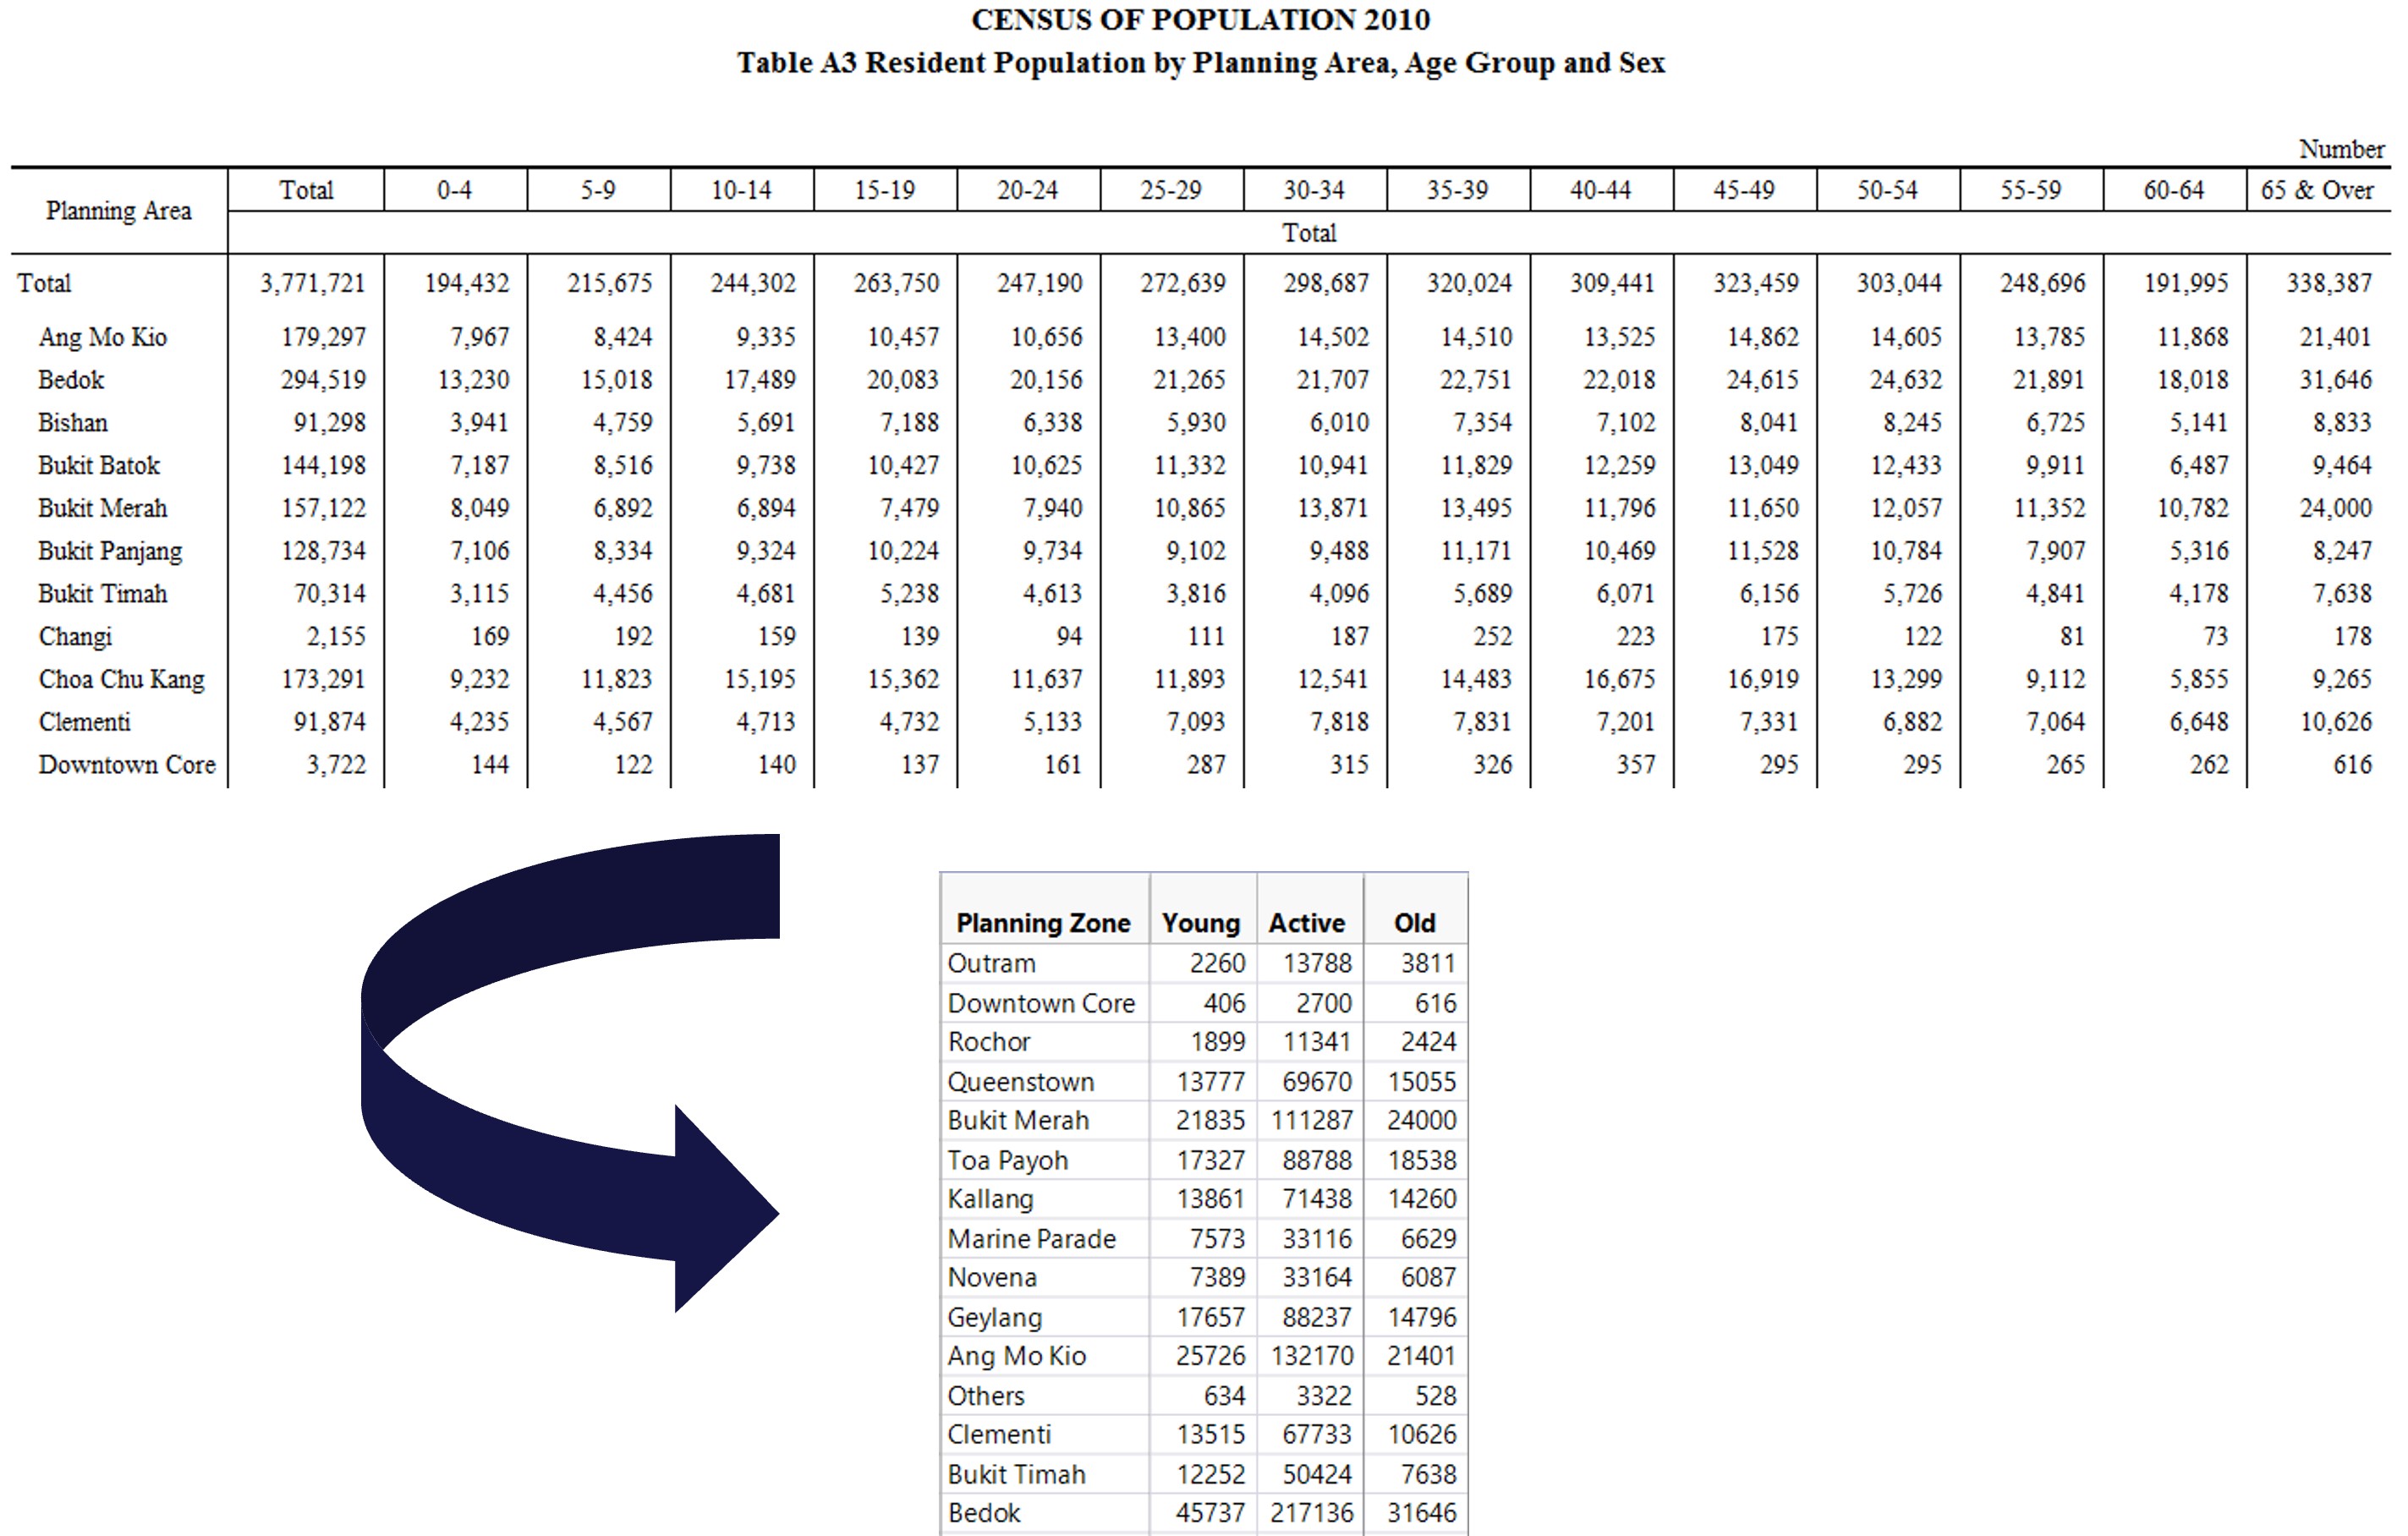 CENSUS OF POPULATION 2010
Table A3 Resident Population by Planning Area, Age Group and Sex
Number
Planning Area Total 0-4 5-9 10-14 15-19 20-24 25-29 30-34 35-39 40-44 45-49 50-54 55-59 60-64 65 & Over
Total
Total 3,771,721 194,432 215,675 244,302 263,750 247,190 272,639 298,687 320,024 309,441 323,459 303,044 248,696 191,995 338,387
Ang Mo Kio 179,297 7,967 8,424 9,335 10,457 10,656 13,400 14,502 14,510 13,525 14,862 14,605 13,785 11,868 21,401
Bedok 294,519 13,230 15,018 17,489 20,083 20,156 21,265 21,707 22,751 22,018 24,615 24,632 21,891 18,018 31,646
Bishan 91,298 3,941 4,759 5,691 7,188 6,338 5,930 6,010 7,354 7,102 8,041 8,245 6,725 5,141 8,833
Bukit Batok 144,198 7,187 8,516 9,738 10,427 10,625 11,332 10,941 11,829 12,259 13,049 12,433 9,911 6,487 9,464
Bukit Merah 157,122 8,049 6,892 6,894 7,479 7,940 10,865 13,871 13,495 11,796 11,650 12,057 11,352 10,782 24,000
Bukit Panjang 128,734 7,106 8,334 9,324 10,224 9,734 9,102 9,488 11,171 10,469 11,528 10,784 7,907 5,316 8,247
Bukit Timah 70,314 3,115 4,456 4,681 5,238 4,613 3,816 4,096 5,689 6,071 6,156 5,726 4,841 4,178 7,638
Changi 2,155 169 192 159 139 94 111 187 252 223 175 122 81 73 178
Choa Chu Kang 173,291 9,232 11,823 15,195 15,362 11,637 11,893 12,541 14,483 16,675 16,919 13,299 9,112 5,855 9,265
Clementi 91,874 4,235 4,567 4,713 4,732 5,133 7,093 7,818 7,831 7,201 7,331 6,882 7,064 6,648 10,626
Downtown Core 3,722 144 122 140 137 161 287 315 326 357 295 295 265 262 616
Planning Zone Young Active Old
Outram 2260 13788 3811
Downtown Core 406 2700 616
Rochor 1899 11341 2424
Queenstown 13777 69670 15055
Bukit Merah 21835 111287 24000
Toa Payoh 17327 88788 18538
Kallang 13861 71438 14260
Marine Parade 7573 33116 6629
Novena 7389 33164 6087
Geylang 17657 88237 14796
Ang Mo Kio 25726 132170 21401
Others 634 3322 528
Clementi 13515 67733 10626
Bukit Timah 12252 50424 7638
Bedok 45737 217136 31646